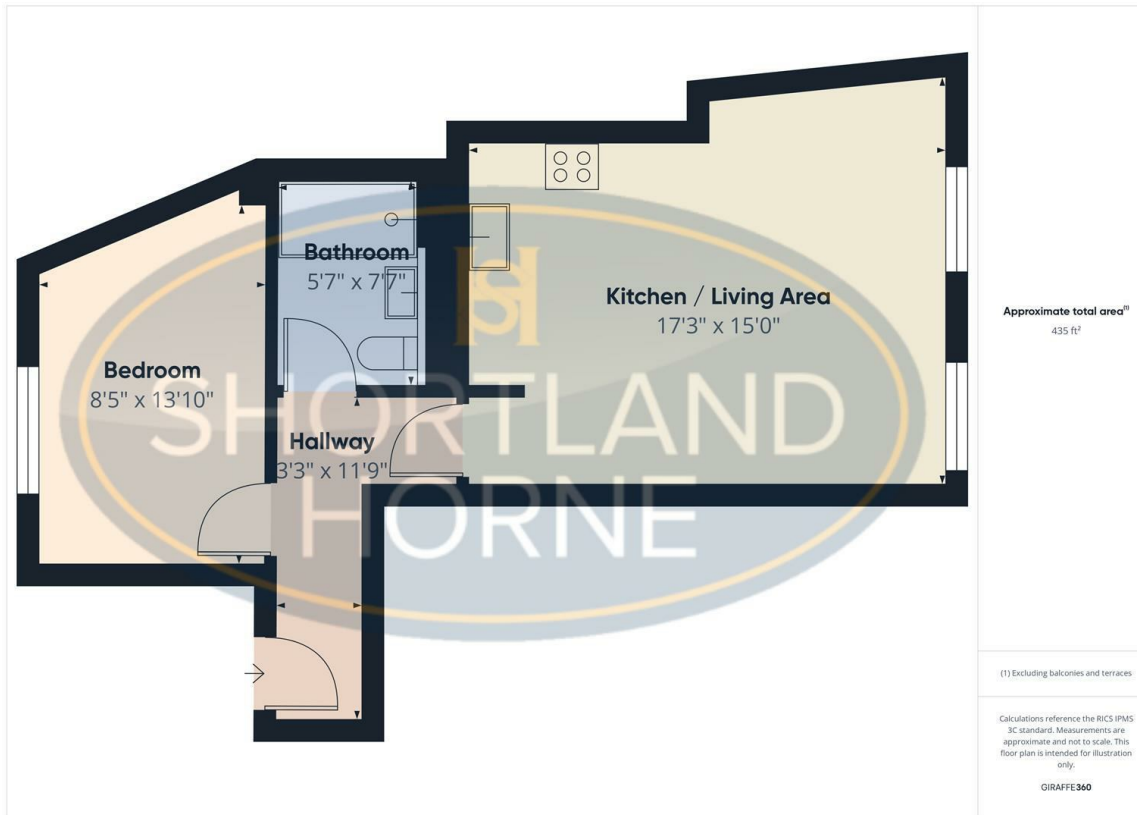 Bathroom
5'7" x 7'7"
Kitchen / Living Area
17'3" x 15'0"
Bedroom
8'5" x 13'10"
Hallway
3'3" x 11'9"
SH
SHORTLAND
HORNE
Approximate total area⁽¹⁾
435 ft²
(1) Excluding balconies and terraces
Calculations reference the RICS IPMS
3C standard. Measurements are
approximate and not to scale. This
floor plan is intended for illustration
only.
GIRAFFE360